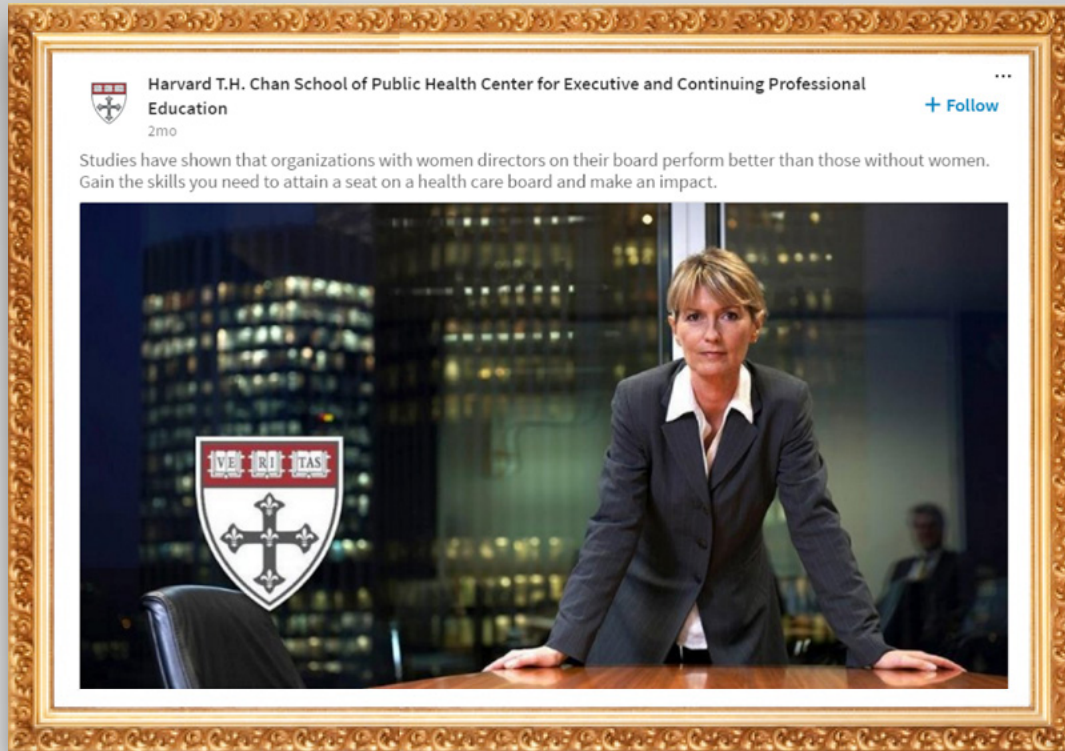 Harvard T.H. Chan School of Public Health Center for Executive and Continuing Professional
Education
+ Follow
2mo
Studies have shown that organizations with women directors on their board perform better than those without women.
Gain the skills you need to attain a seat on a health care board and make an impact.
VE RI TAS